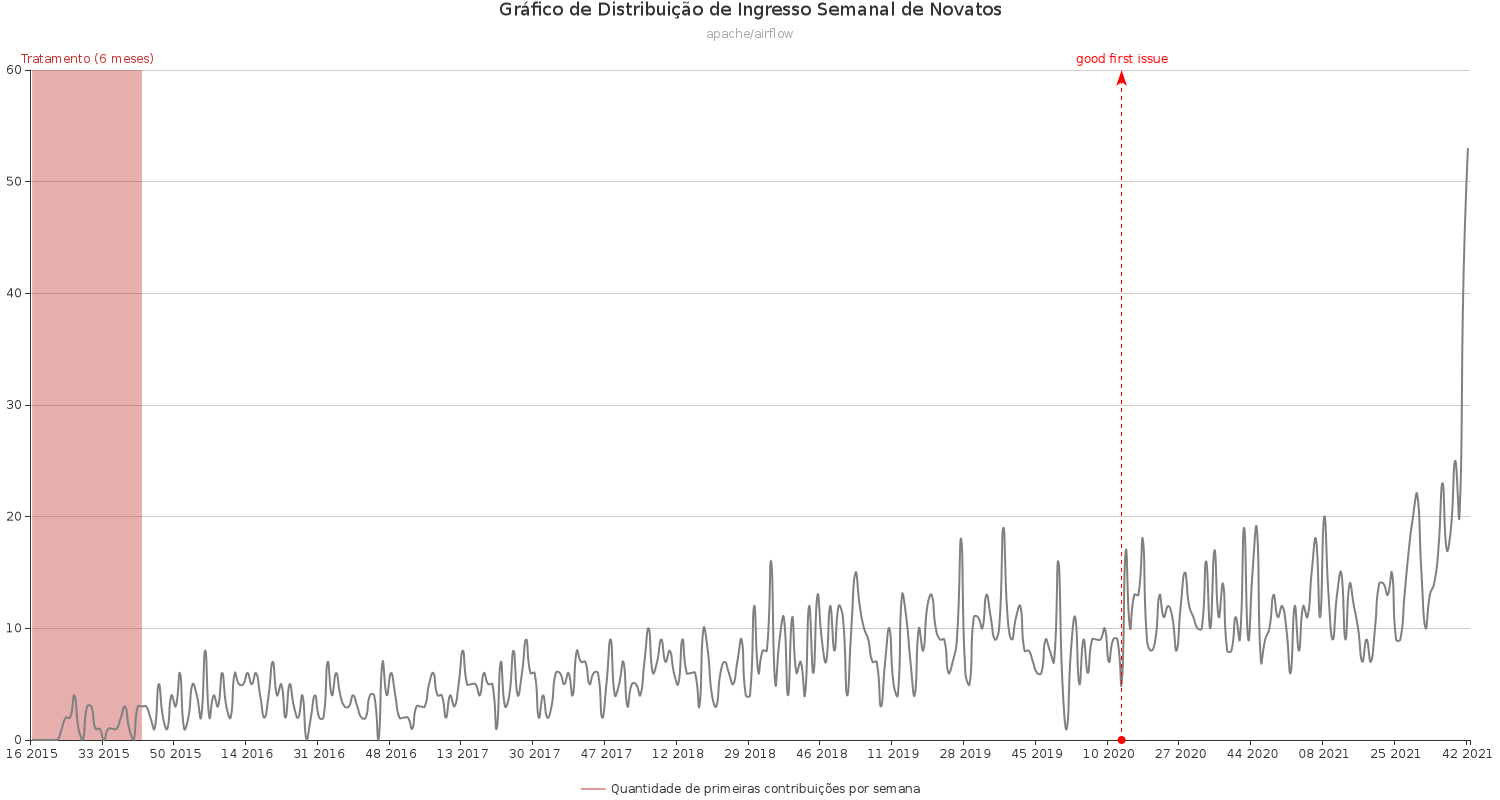 Gráfico de Distribuição de Ingresso Semanal de Novatos
apache/airflow
Tratamento (6 meses)
good first issue
60
50
40
30
20
10
0
16 2015 33 2015 50 2015 14 2016 31 2016 48 2016 13 2017 30 2017 47 2017 12 2018 29 2018 46 2018 11 2019 28 2019 45 2019 10 2020 27 2020 44 2020 08 2021 25 2021 42 2021
Quantidade de primeiras contribuições por semana